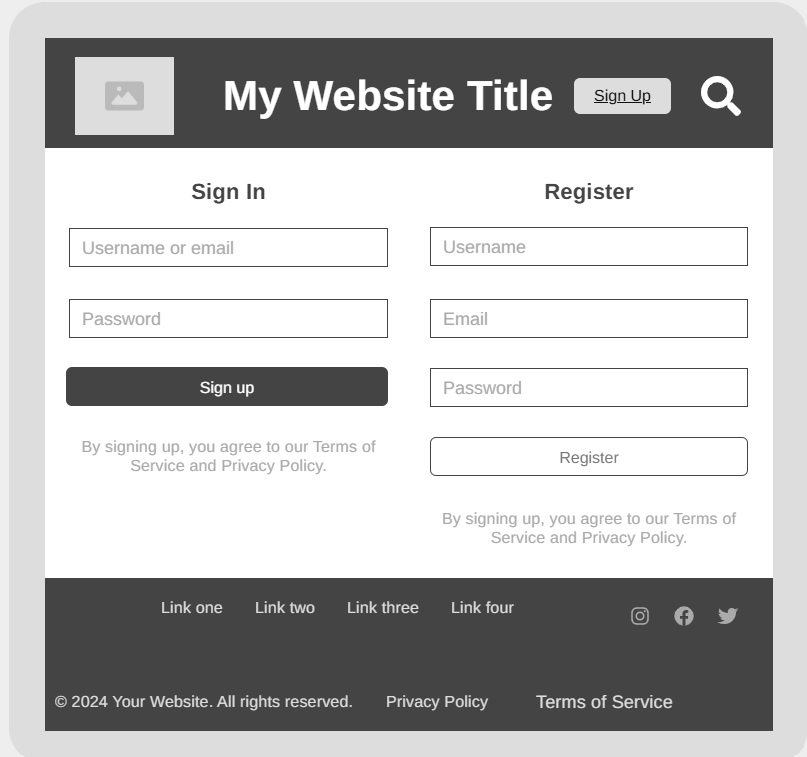 My Website Title
Sign Up
Sign In
Username or email
Password
Sign up
By signing up, you agree to our Terms of
Service and Privacy Policy.
Register
Username
Email
Password
Register
By signing up, you agree to our Terms of
Service and Privacy Policy.
Link one
Link two
Link three
Link four
© 2024 Your Website. All rights reserved.
Privacy Policy
Terms of Service